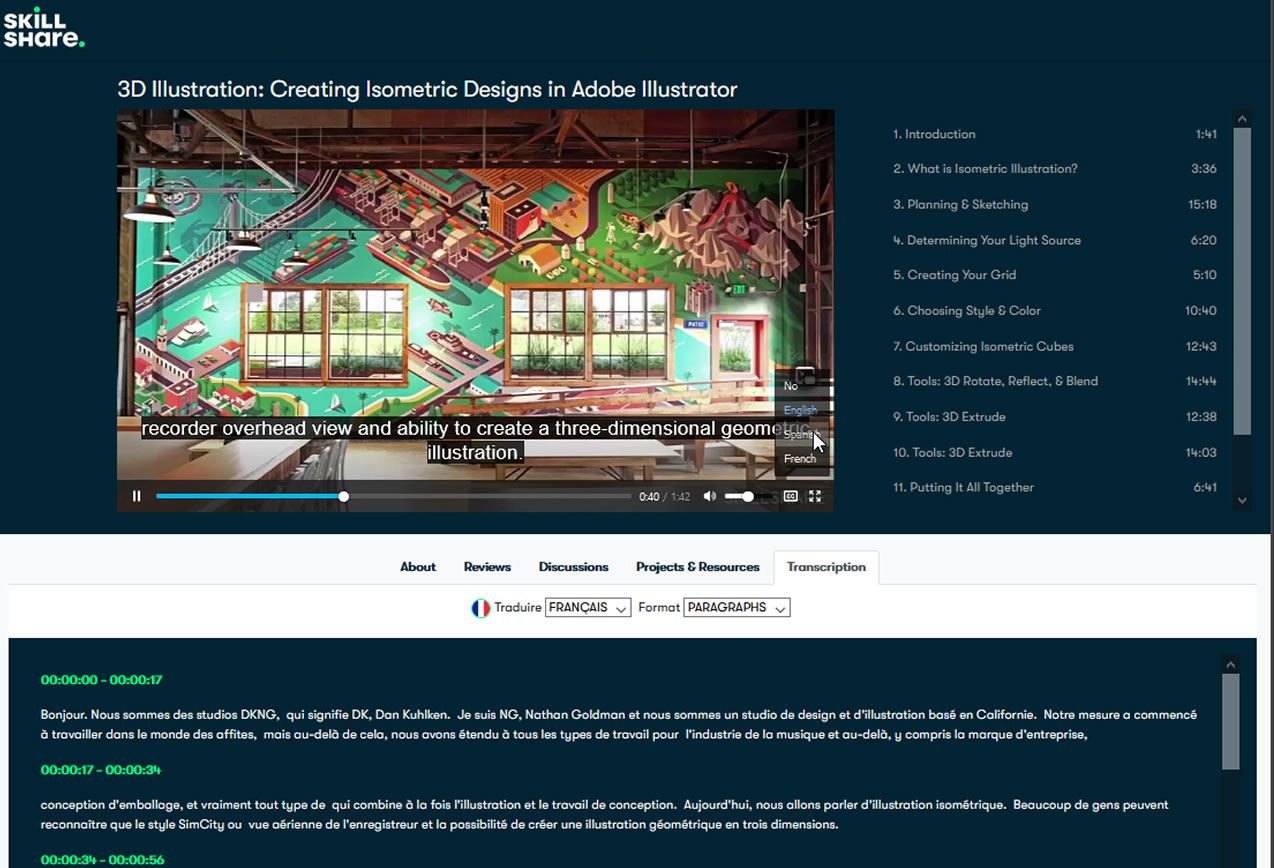 SKiLL
SHare.
3D Illustration: Creating Isometric Designs in Adobe Illustrator
EXIT
PATIO
recorder overhead view and ability to create a three-dimensional geometric
illustration.
No
English
Spanish
French
0:40 / 1:42
CC
1. Introduction 1:41
2. What is Isometric Illustration? 3:36
3. Planning & Sketching 15:18
4. Determining Your Light Source 6:20
5. Creating Your Grid 5:10
6. Choosing Style & Color 10:40
7. Customizing Isometric Cubes 12:43
8. Tools: 3D Rotate, Reflect, & Blend 14:44
9. Tools: 3D Extrude 12:38
10. Tools: 3D Extrude 14:03
11. Putting It All Together 6:41
About Reviews Discussions Projects & Resources Transcription
Traduire FRANÇAIS Format PARAGRAPHS
00:00:00 - 00:00:17
Bonjour. Nous sommes des studios DKNG, qui signifie DK, Dan Kuhlken. Je suis NG, Nathan Goldman et nous sommes un studio de design et d'illustration basé en Californie. Notre mesure a commencé
à travailler dans le monde des affites, mais au-delà de cela, nous avons étendu à tous les types de travail pour l'industrie de la musique et au-delà, y compris la marque d'entreprise,
00:00:17 - 00:00:34
conception d'emballage, et vraiment tout type de qui combine à la fois l'illustration et le travail de conception. Aujourd'hui, nous allons parler d'illustration isométrique. Beaucoup de gens peuvent
reconnaître que le style SimCity ou vue aérienne de l'enregistreur et la possibilité de créer une illustration géométrique en trois dimensions.
00:00:34 - 00:00:56